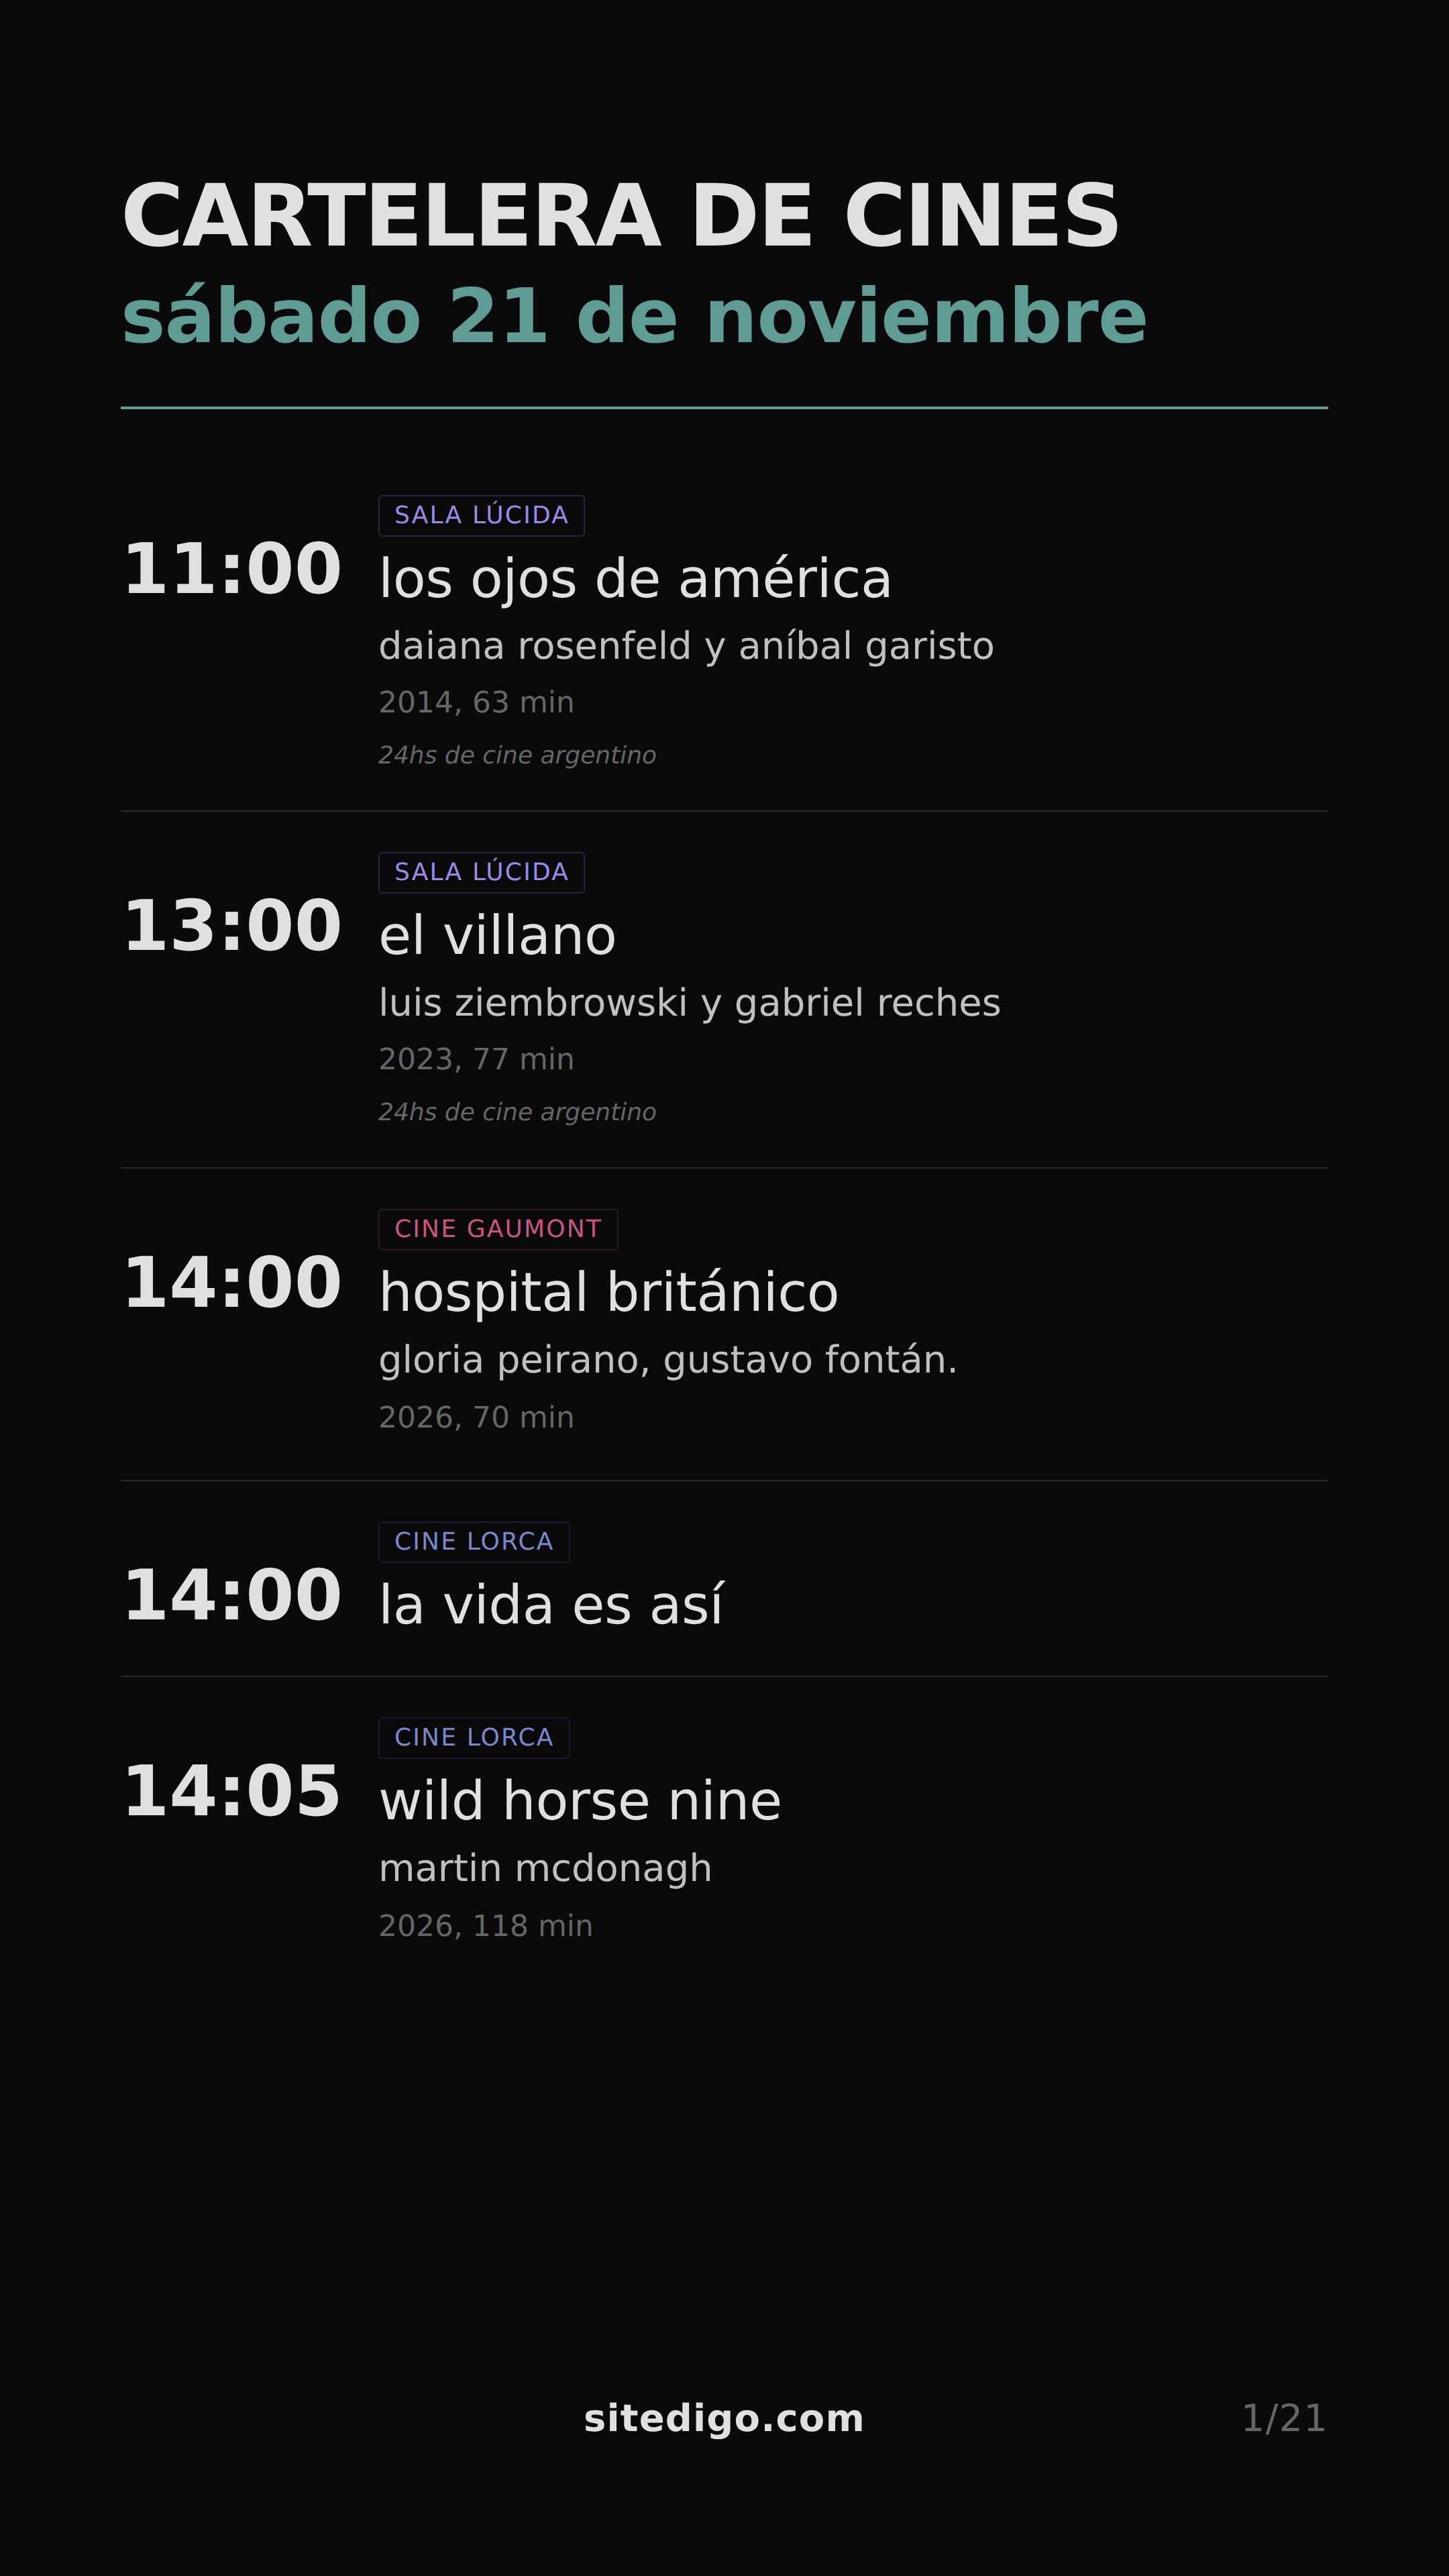 CARTELERA DE CINES
sábado 21 de noviembre
SALA LÚCIDA
11:00
los ojos de américa
daiana rosenfeld y aníbal garisto
2014, 63 min
24hs de cine argentino
SALA LÚCIDA
13:00
el villano
luis ziembrowski y gabriel reches
2023, 77 min
24hs de cine argentino
CINE GAUMONT
14:00
hospital británico
gloria peirano, gustavo fontán.
2026, 70 min
CINE LORCA
14:00
la vida es así
CINE LORCA
14:05
wild horse nine
martin mcdonagh
2026, 118 min
sitedigo.com
1/21